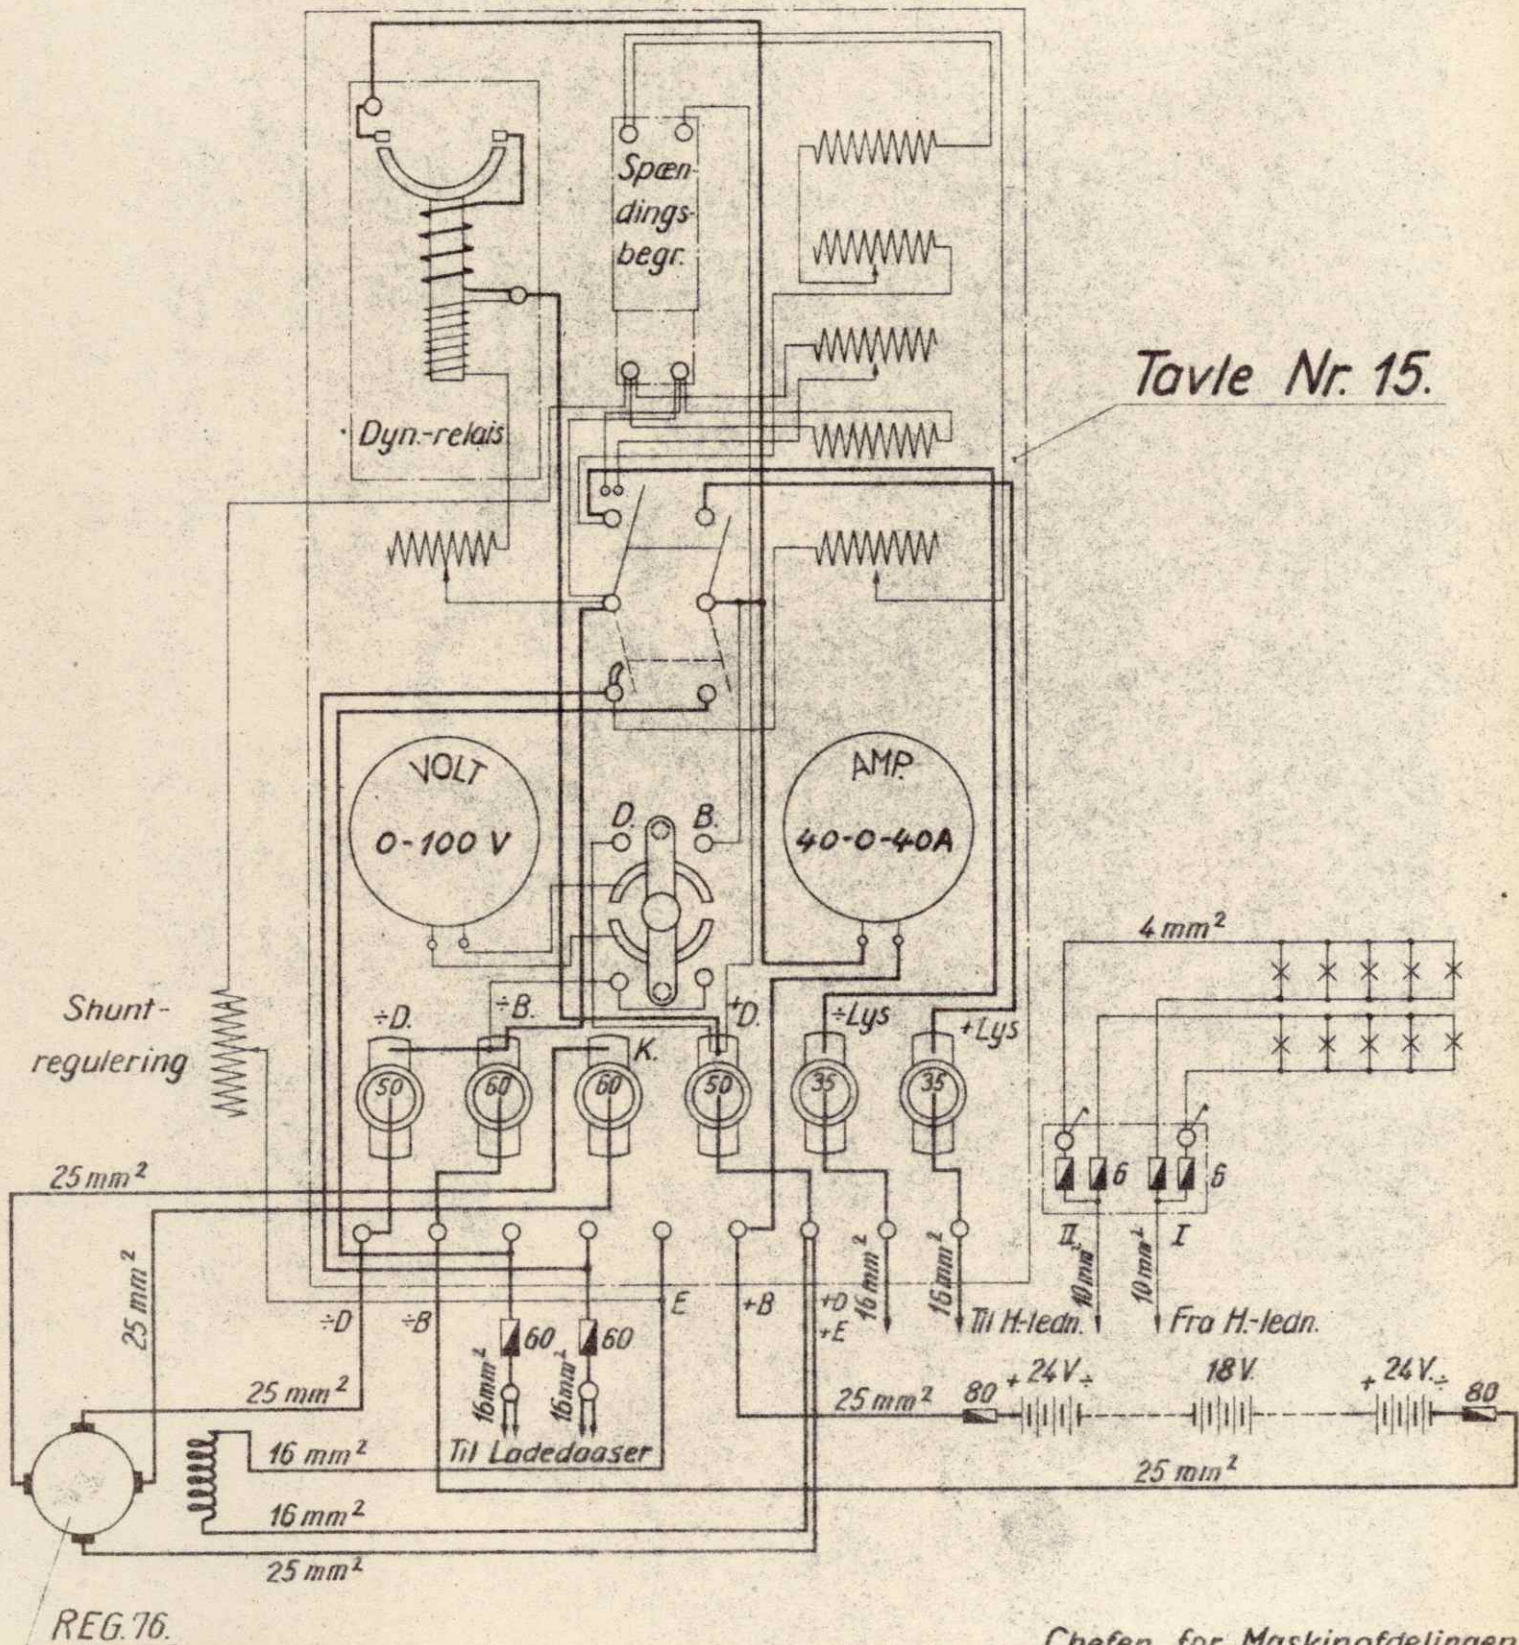 Spæn-
dings-
begr.
Tavle Nr. 15.
Dyn.-relais
VOLT
0-100 V
AMP.
40-0-40A
D.
B.
4 mm²
Shunt-
regulering
÷D.
÷B.
K.
+D.
÷Lys
+Lys
50
60
60
50
35
35
6
6
II
I
25 mm²
25 mm²
16 mm²
16 mm²
10 mm²
10 mm²
÷D
÷B
E
+B
+D
+E
Til H-ledn.
Fra H.-ledn.
60
60
16 mm²
16 mm²
25 mm²
25 mm²
80
+ 24V. ÷
18V.
+ 24V. ÷
80
16 mm²
Til Ladedaaser
25 mm²
16 mm²
25 mm²
REG. 76.
Chefen for Maskinafdelingen